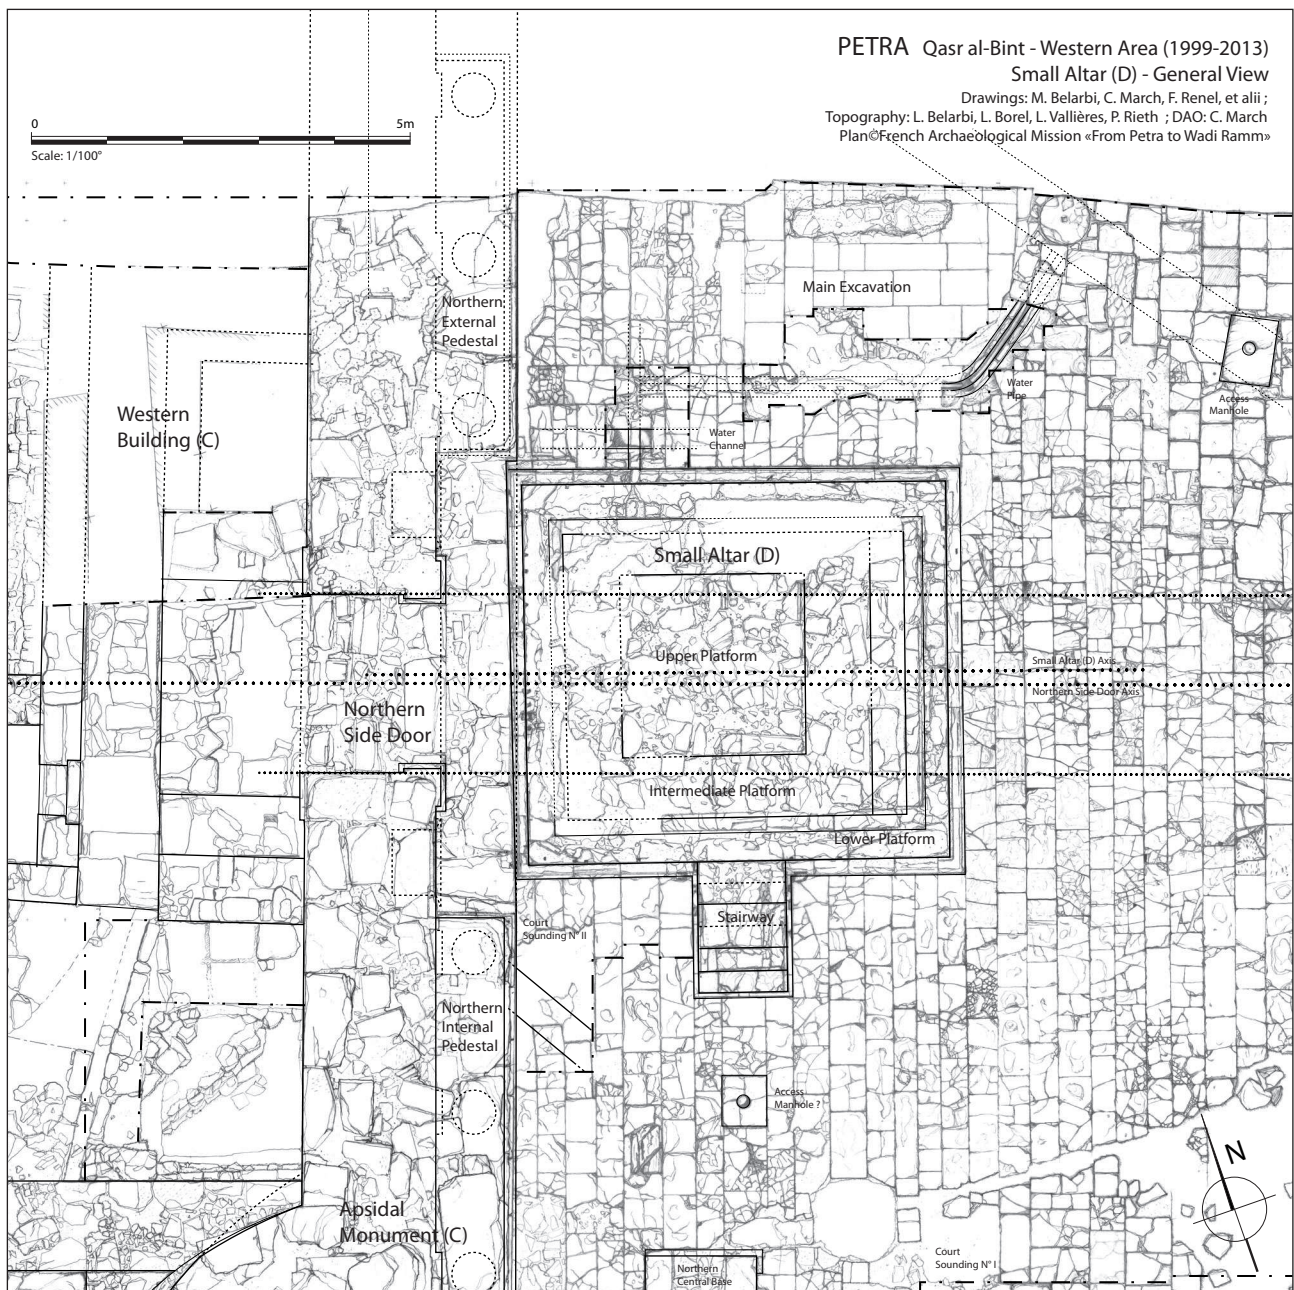 PETRA Qasr al-Bint - Western Area (1999-2013)
Small Altar (D) - General View
Drawings: M. Belarbi, C. March, F. Renel, et alii ;
Topography: L. Belarbi, L. Borel, L. Vallières, P. Rieth ; DAO: C. March
Plan©French Archaeological Mission «From Petra to Wadi Ramm»
0 5m
Scale: 1/100°
Main Excavation
Northern
External
Pedestal
Water
Pipe
Access
Manhole
Western
Building (C)
Water
Channel
Small Altar (D)
Upper Platform
Small Altar (D) Axis
Northern Side Door Axis
Northern
Side Door
Intermediate Platform
Lower Platform
Stairway
Court
Sounding N° II
Northern
Internal
Pedestal
Access
Manhole ?
N
Apsidal
Monument (C)
Court
Sounding N° I
Northern
Central Base